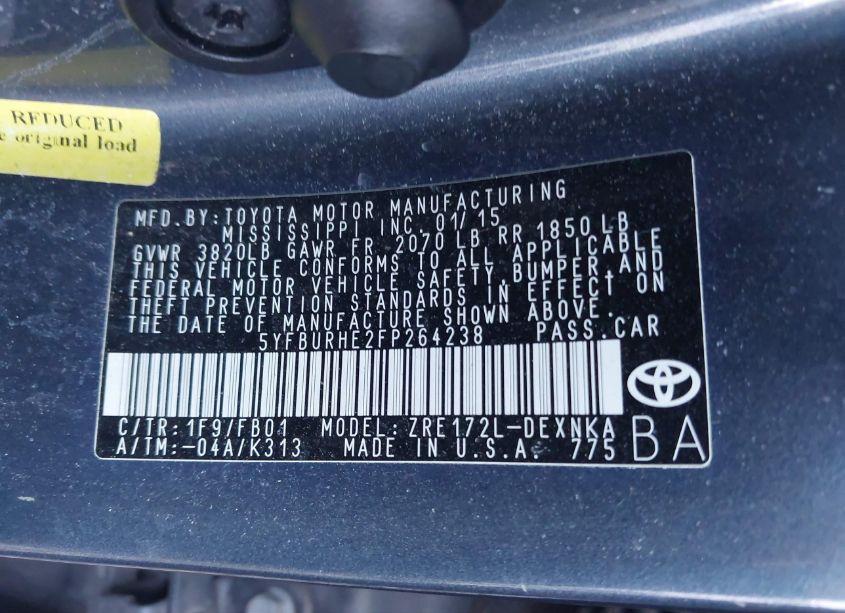 REDUCED
e original load
MFD.BY:TOYOTA MOTOR MANUFACTURING
MISSISSIPPI INC. 01/15
GVWR 3820LB GAWR FR 2070 LB RR 1850 LB
THIS VEHICLE CONFORMS TO ALL APPLICABLE
FEDERAL MOTOR VEHICLE SAFETY,BUMPER,AND
THEFT PREVENTION STANDARDS IN EFFECT ON
THE DATE OF MANUFACTURE SHOWN ABOVE.
5YFBURHE2FP264238 PASS.CAR
C/TR:1F9/FB01 MODEL:ZRE172L-DEXNKA
A/TM:-04A/K313 MADE IN U.S.A. 775
BA